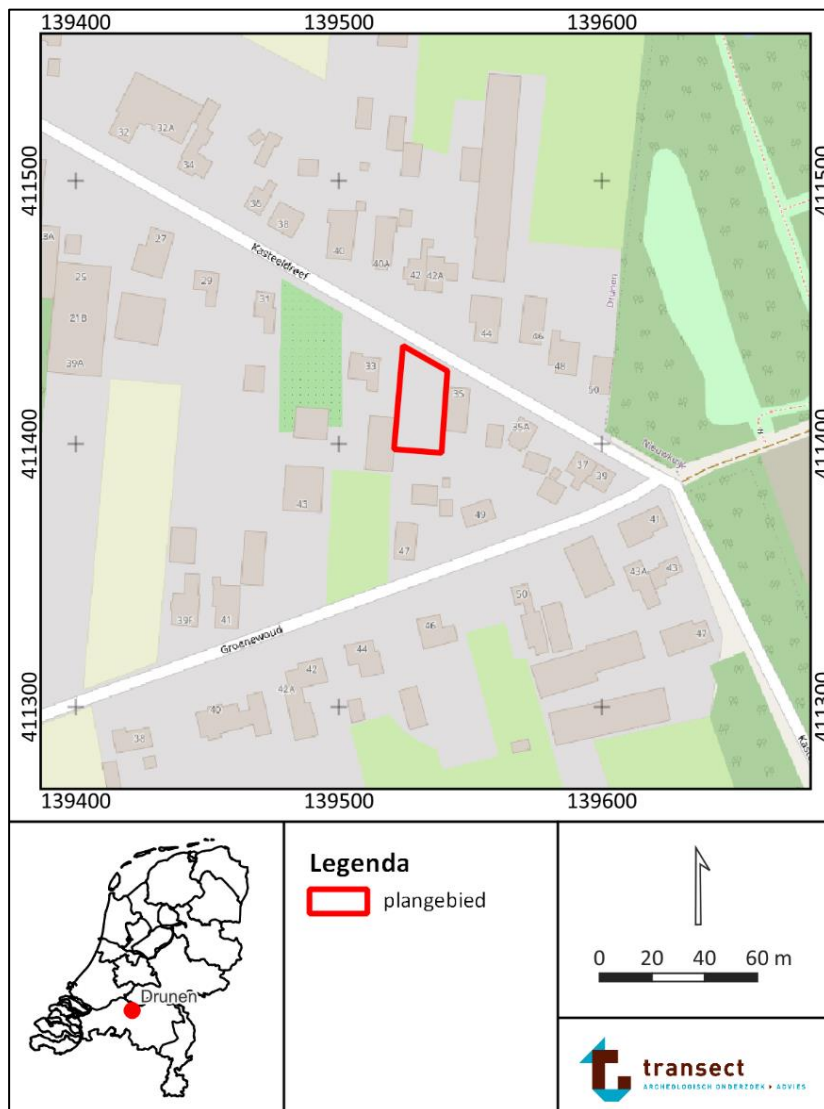 139400 139500 139600
411500 411500
411400 411400
411300 411300
32
32A
34
36
38
40
40A
42 42A
44
46
48
50
Kasteeldreef
Drunen
Nieuwkuijk
27
29
31
25
21B
39A
33
35
35A
37
39
43
49
47
39F
41
41
43A
43
50
46
44
42
42A
40
38
Groenewoud
139400 139500 139600
Drunen
Legenda
plangebied
0 20 40 60 m
transect
ARCHEOLOGISCH ONDERZOEK ▸ ADVIES